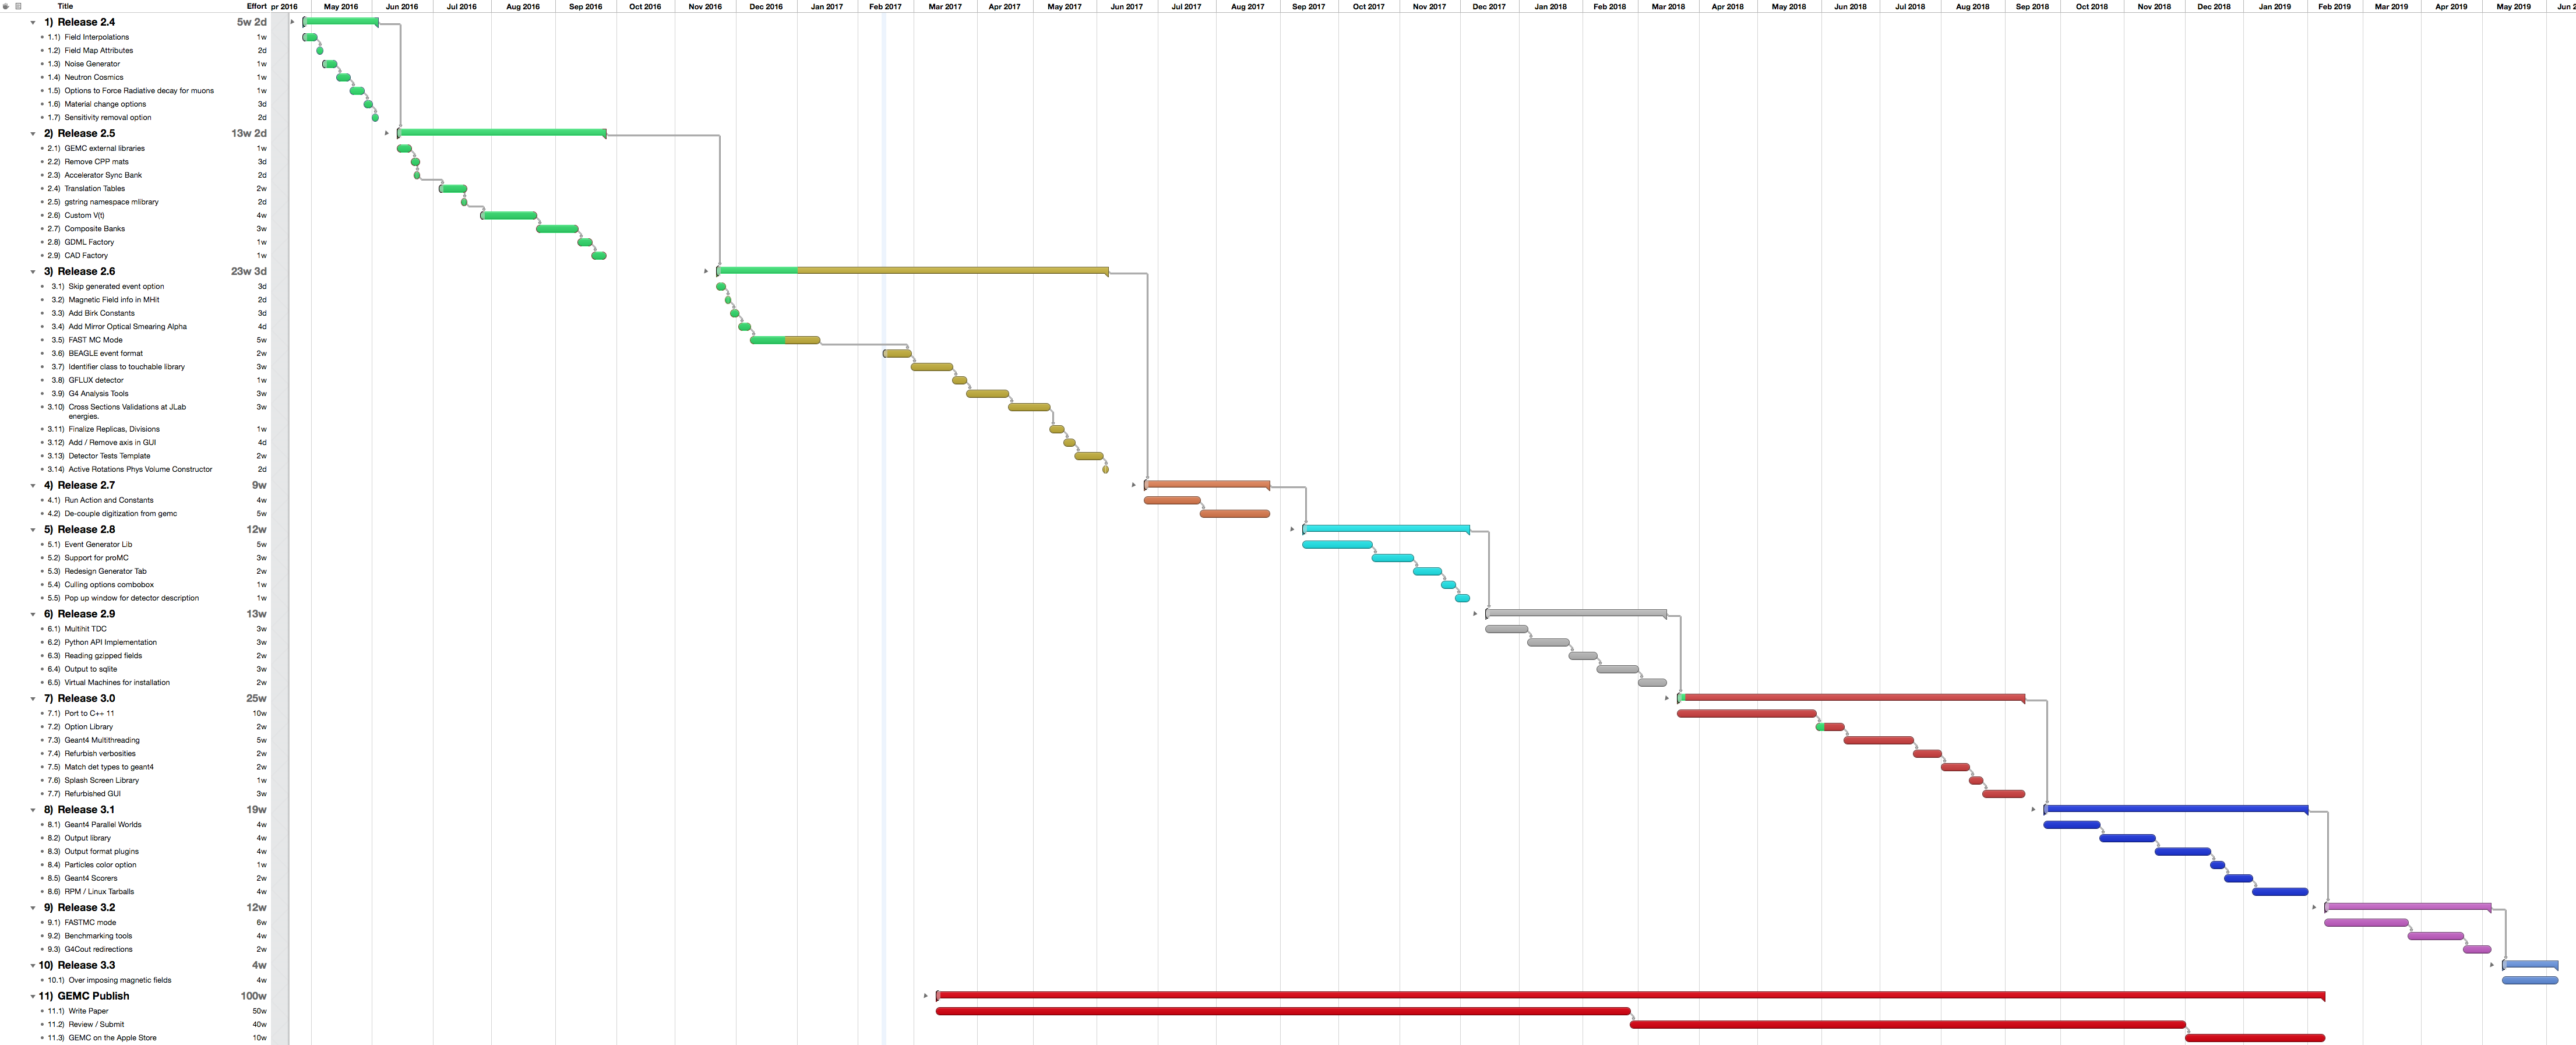 Title Effort pr 2016 May 2016 Jun 2016 Jul 2016 Aug 2016 Sep 2016 Oct 2016 Nov 2016 Dec 2016 Jan 2017 Feb 2017 Mar 2017 Apr 2017 May 2017 Jun 2017 Jul 2017 Aug 2017 Sep 2017 Oct 2017 Nov 2017 Dec 2017 Jan 2018 Feb 2018 Mar 2018 Apr 2018 May 2018 Jun 2018 Jul 2018 Aug 2018 Sep 2018 Oct 2018 Nov 2018 Dec 2018 Jan 2019 Feb 2019 Mar 2019 Apr 2019 May 2019 Jun 2
1) Release 2.4 5w 2d
1.1) Field Interpolations 1w
1.2) Field Map Attributes 2d
1.3) Noise Generator 1w
1.4) Neutron Cosmics 1w
1.5) Options to Force Radiative decay for muons 1w
1.6) Material change options 3d
1.7) Sensitivity removal option 2d
2) Release 2.5 13w 2d
2.1) GEMC external libraries 1w
2.2) Remove CPP mats 3d
2.3) Accelerator Sync Bank 2d
2.4) Translation Tables 2w
2.5) gstring namespace mlibrary 2d
2.6) Custom V(t) 4w
2.7) Composite Banks 3w
2.8) GDML Factory 1w
2.9) CAD Factory 1w
3) Release 2.6 23w 3d
3.1) Skip generated event option 3d
3.2) Magnetic Field info in MHit 2d
3.3) Add Birk Constants 3d
3.4) Add Mirror Optical Smearing Alpha 4d
3.5) FAST MC Mode 5w
3.6) BEAGLE event format 2w
3.7) Identifier class to touchable library 3w
3.8) GFLUX detector 1w
3.9) G4 Analysis Tools 3w
3.10) Cross Sections Validations at JLab 3w
energies.
3.11) Finalize Replicas, Divisions 1w
3.12) Add / Remove axis in GUI 4d
3.13) Detector Tests Template 2w
3.14) Active Rotations Phys Volume Constructor 2d
4) Release 2.7 9w
4.1) Run Action and Constants 4w
4.2) De-couple digitization from gemc 5w
5) Release 2.8 12w
5.1) Event Generator Lib 5w
5.2) Support for proMC 3w
5.3) Redesign Generator Tab 2w
5.4) Culling options combobox 1w
5.5) Pop up window for detector description 1w
6) Release 2.9 13w
6.1) Multihit TDC 3w
6.2) Python API Implementation 3w
6.3) Reading gzipped fields 2w
6.4) Output to sqlite 3w
6.5) Virtual Machines for installation 2w
7) Release 3.0 25w
7.1) Port to C++ 11 10w
7.2) Option Library 2w
7.3) Geant4 Multithreading 5w
7.4) Refurbish verbosities 2w
7.5) Match det types to geant4 2w
7.6) Splash Screen Library 1w
7.7) Refurbished GUI 3w
8) Release 3.1 19w
8.1) Geant4 Parallel Worlds 4w
8.2) Output library 4w
8.3) Output format plugins 4w
8.4) Particles color option 1w
8.5) Geant4 Scorers 2w
8.6) RPM / Linux Tarballs 4w
9) Release 3.2 12w
9.1) FASTMC mode 6w
9.2) Benchmarking tools 4w
9.3) G4Cout redirections 2w
10) Release 3.3 4w
10.1) Over imposing magnetic fields 4w
11) GEMC Publish 100w
11.1) Write Paper 50w
11.2) Review / Submit 40w
11.3) GEMC on the Apple Store 10w